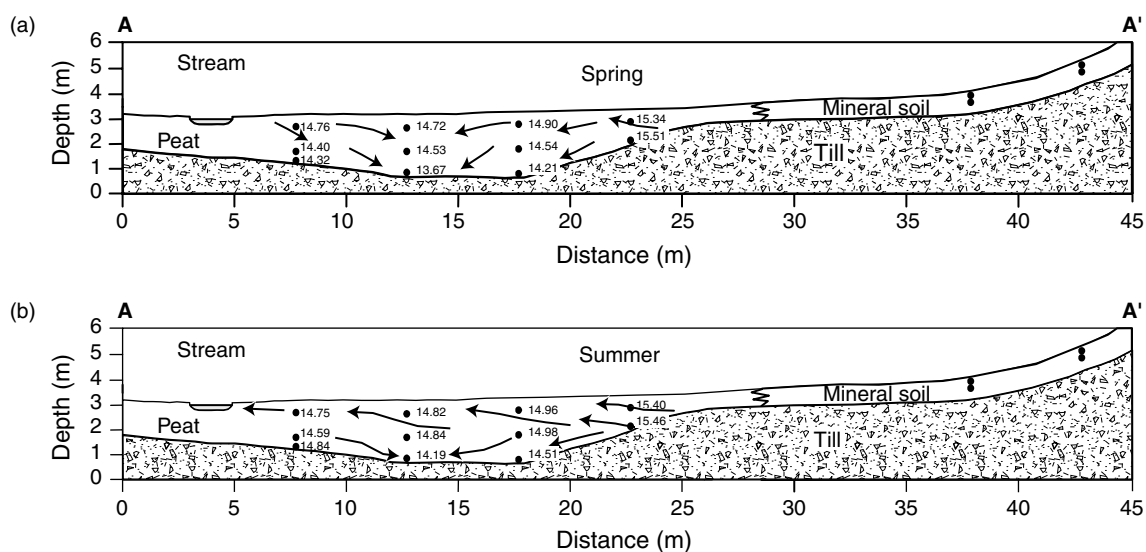 (a)
A A'
6
5
4
3
2
1
0
Depth (m)
Stream
Spring
Peat
Mineral soil
Till
14.76 14.72 14.90 15.34
14.40 14.53 14.54 15.51
14.32 13.67 14.21
0 5 10 15 20 25 30 35 40 45
Distance (m)
(b)
A A'
6
5
4
3
2
1
0
Depth (m)
Stream
Summer
Peat
Mineral soil
Till
14.75 14.82 14.96 15.40
14.59 14.84 14.98 15.46
14.84 14.19 14.51
0 5 10 15 20 25 30 35 40 45
Distance (m)